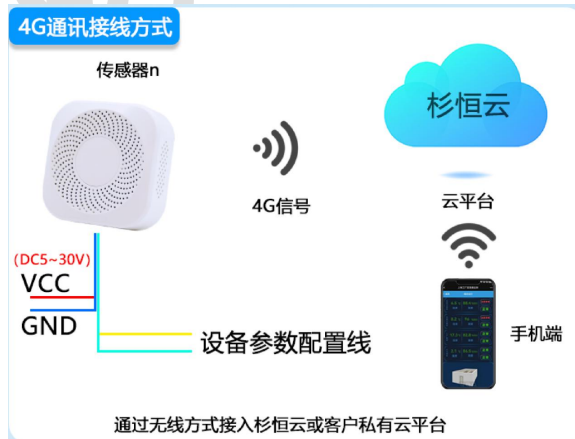 4G通讯接线方式
传感器n
杉恒云
4G信号
云平台
(DC5~30V)
VCC
GND
设备参数配置线
手机端
通过无线方式接入杉恒云或客户私有云平台